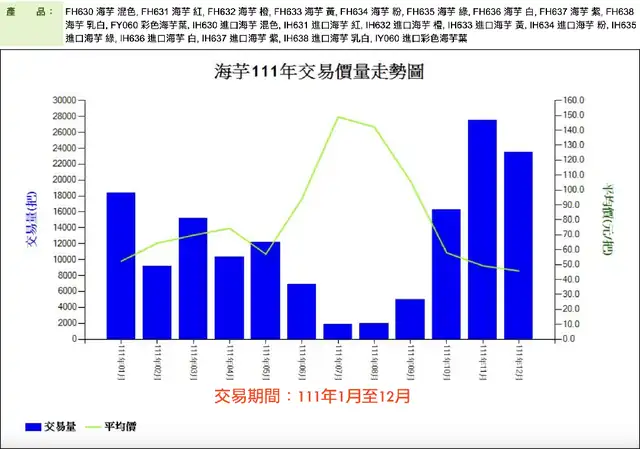 產 品： FH630 海芋 混色, FH631 海芋 紅, FH632 海芋 橙, FH633 海芋 黃, FH634 海芋 粉, FH635 海芋 綠, FH636 海芋 白, FH637 海芋 紫, FH638
海芋 乳白, FY060 彩色海芋葉, IH630 進口海芋 混色, IH631 進口海芋 紅, IH632 進口海芋 橙, IH633 進口海芋 黃, IH634 進口海芋 粉, IH635
進口海芋 綠, IH636 進口海芋 白, IH637 進口海芋 紫, IH638 進口海芋 乳白, IY060 進口彩色海芋葉
海芋111年交易價量走勢圖
交易量(把)
30000
28000
26000
24000
22000
20000
18000
16000
14000
12000
10000
8000
6000
4000
2000
0
160.0
150.0
140.0
130.0
120.0
110.0
100.0
90.0
80.0
70.0
60.0
50.0
40.0
30.0
20.0
10.0
0.0
平均價(元/把)
111年01月
111年02月
111年03月
111年04月
111年05月
111年06月
111年07月
111年08月
111年09月
111年10月
111年11月
111年12月
交易期間：111年1月至12月
交易量 平均價